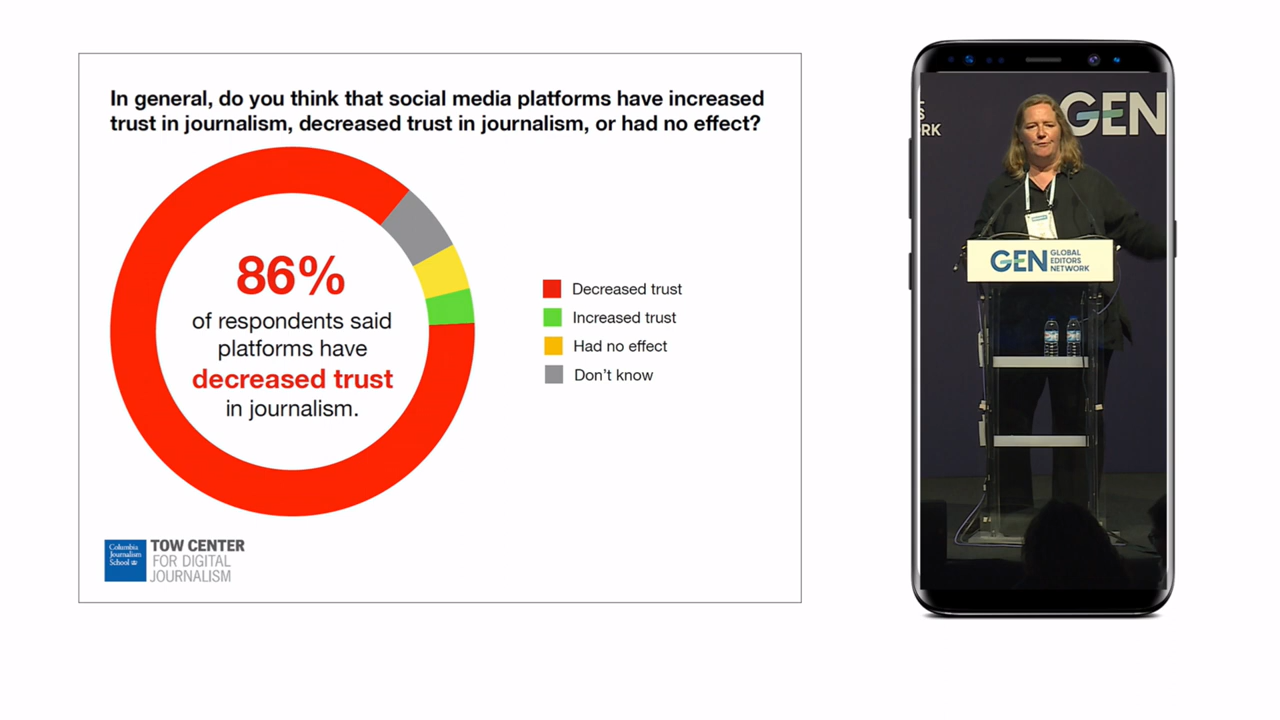 In general, do you think that social media platforms have increased
trust in journalism, decreased trust in journalism, or had no effect?
86%
of respondents said
platforms have
decreased trust
in journalism.
Decreased trust
Increased trust
Had no effect
Don't know
Columbia
Journalism
School
TOW CENTER
FOR DIGITAL
JOURNALISM
RK
GEN
GEN
GLOBAL
EDITORS
NETWORK